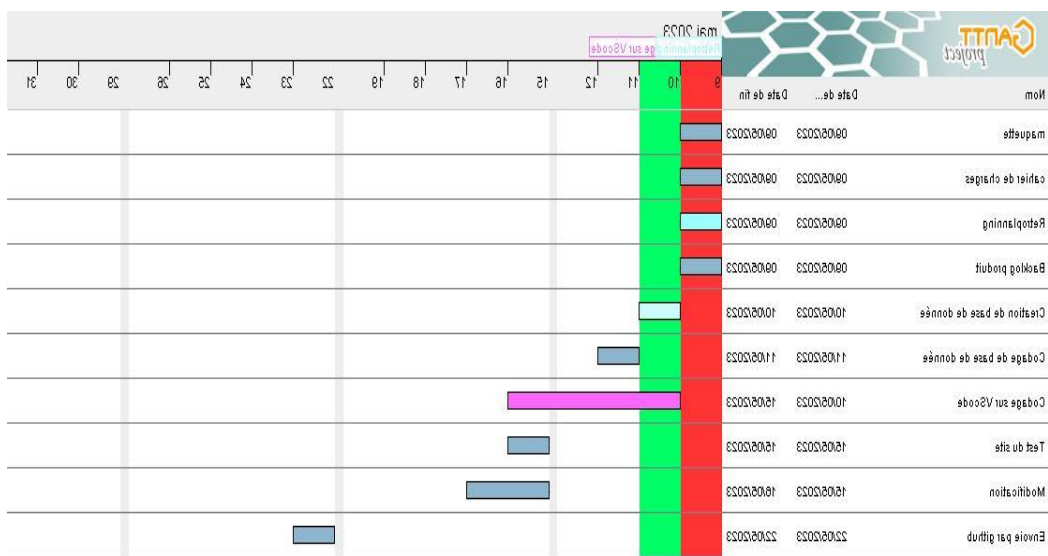 GANTT
project
mai 2023
Retroplanning
ge sur VScode
9 10 11 12 15 16 17 18 19 22 23 24 25 26 29 30 31
Nom Date de... Date de fin
maquette 09/05/2023 09/05/2023
cahier de charges 09/05/2023 09/05/2023
Retroplanning 09/05/2023 09/05/2023
Backlog produit 09/05/2023 09/05/2023
Creation de base de donnée 10/05/2023 10/05/2023
Codage de base de donnée 11/05/2023 11/05/2023
Codage sur VScode 10/05/2023 15/05/2023
Test du site 15/05/2023 15/05/2023
Modification 15/05/2023 16/05/2023
Envoie par github 22/05/2023 22/05/2023